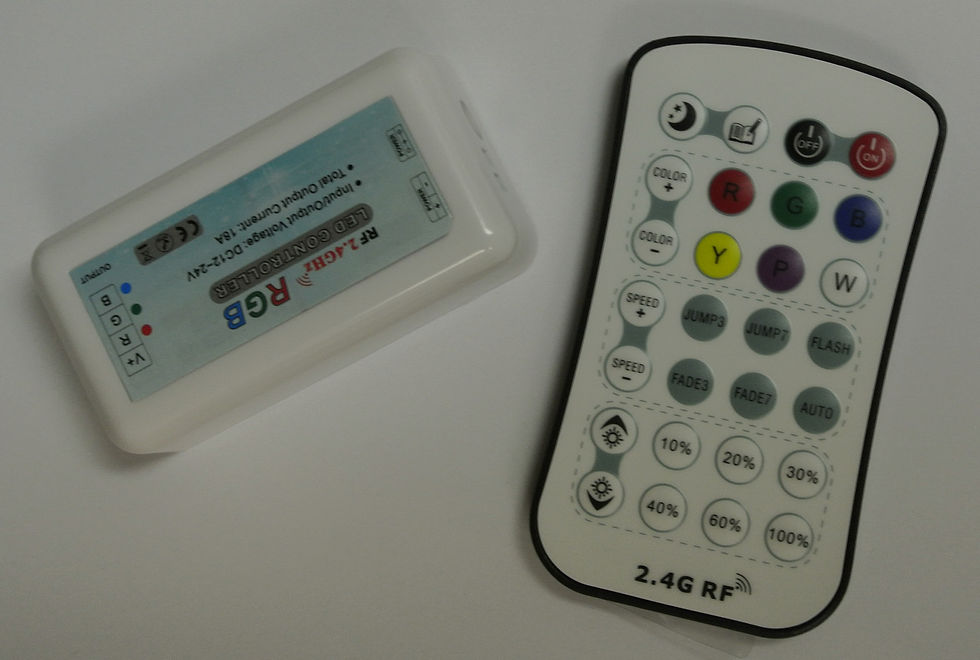 RF 2.4GHz RGB
LED CONTROLLER
• Input/Output Voltage: DC12~24V
• Total Output Current: 18A
CE
OUTPUT
V+
R
G
B
POWER
+ -
POWER
OFF
ON
COLOR
+
R
G
B
COLOR
-
Y
P
W
SPEED
+
JUMP3
JUMP7
FLASH
SPEED
-
FADE3
FADE7
AUTO
10%
20%
30%
40%
60%
100%
2.4G RF